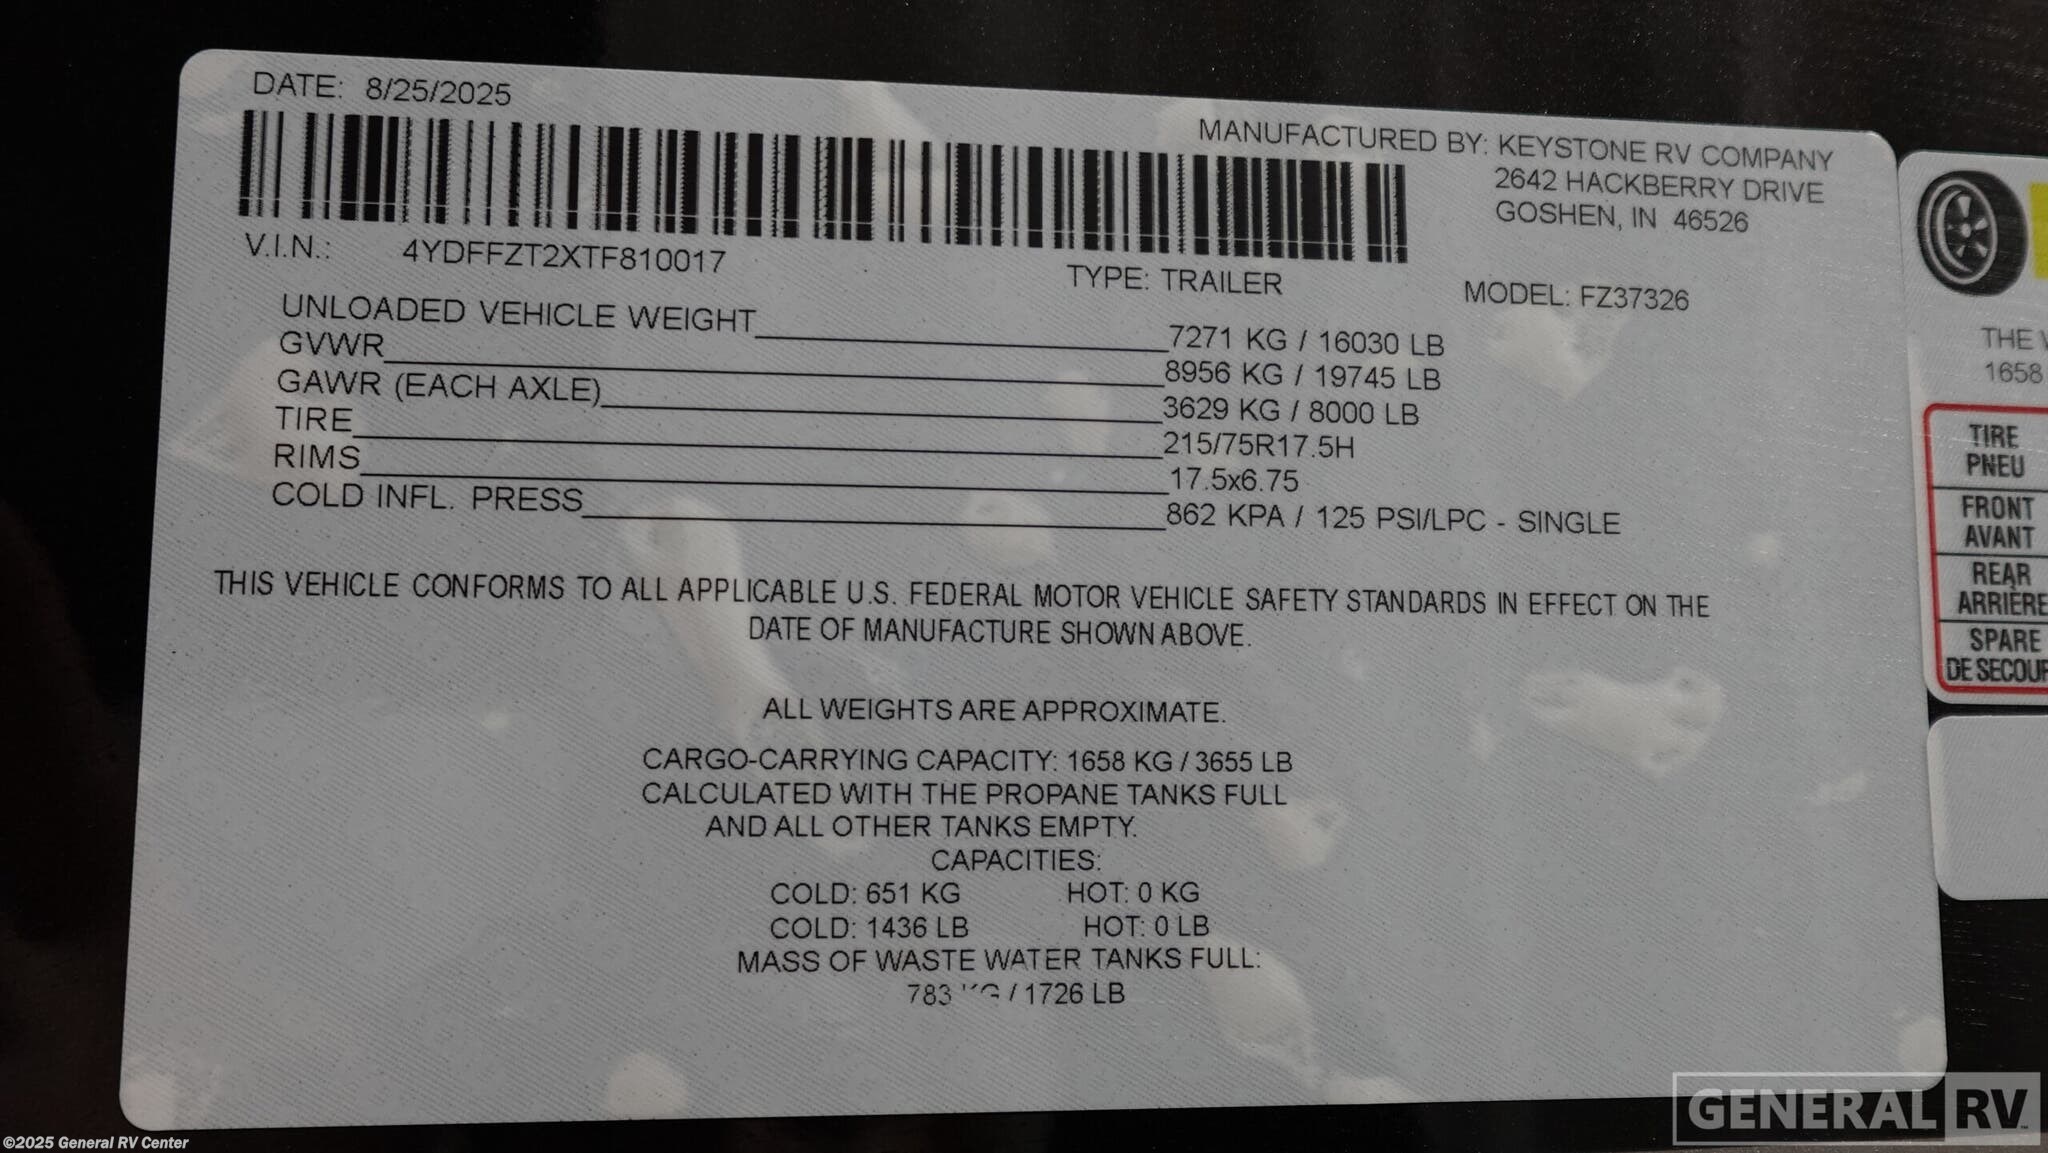 DATE: 8/25/2025
MANUFACTURED BY: KEYSTONE RV COMPANY
2642 HACKBERRY DRIVE
GOSHEN, IN 46526
V.I.N.: 4YDFFZT2XTF810017
TYPE: TRAILER
MODEL: FZ37326
UNLOADED VEHICLE WEIGHT 7271 KG / 16030 LB
GVWR 8956 KG / 19745 LB
GAWR (EACH AXLE) 3629 KG / 8000 LB
TIRE 215/75R17.5H
RIMS 17.5x6.75
COLD INFL. PRESS 862 KPA / 125 PSI/LPC - SINGLE
THIS VEHICLE CONFORMS TO ALL APPLICABLE U.S. FEDERAL MOTOR VEHICLE SAFETY STANDARDS IN EFFECT ON THE
DATE OF MANUFACTURE SHOWN ABOVE.
ALL WEIGHTS ARE APPROXIMATE.
CARGO-CARRYING CAPACITY: 1658 KG / 3655 LB
CALCULATED WITH THE PROPANE TANKS FULL
AND ALL OTHER TANKS EMPTY.
CAPACITIES:
COLD: 651 KG HOT: 0 KG
COLD: 1436 LB HOT: 0 LB
MASS OF WASTE WATER TANKS FULL:
783 KG / 1726 LB
THE
1658
TIRE
PNEU
FRONT
AVANT
REAR
ARRIÈRE
SPARE
DE SECOUR
GENERAL RV
©2025 General RV Center